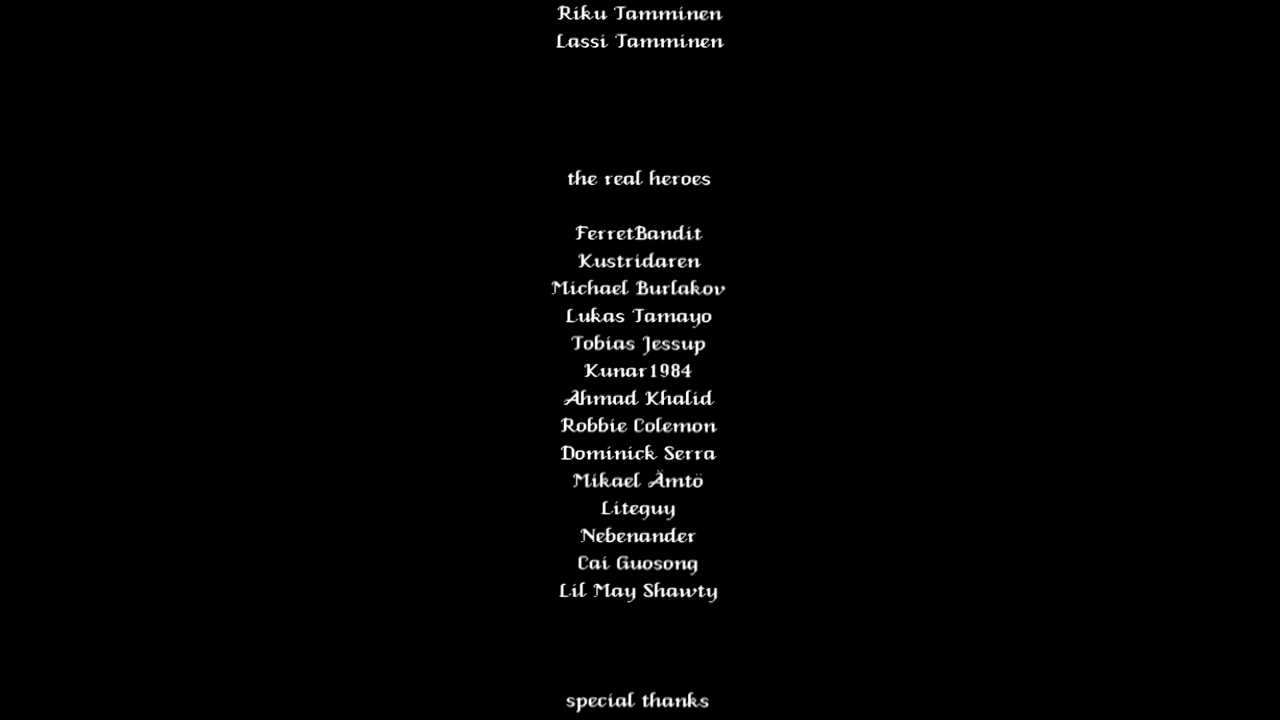 Riku Tamminen
Lassi Tamminen
the real heroes
FerretBandit
Kustridaren
Michael Burlakov
Lukas Tamayo
Tobias Jessup
Kunar1984
Ahmad Khalid
Robbie Colemon
Dominick Serra
Mikael Ämtö
Liteguy
Nebenander
Cai Guosong
Lil May Shawty
special thanks